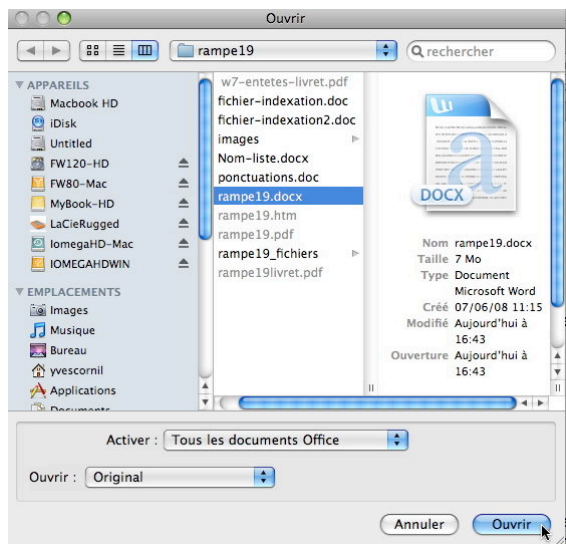 Ouvrir
rampe19
rechercher
APPAREILS
Macbook HD
iDisk
Untitled
FW120-HD
FW80-Mac
MyBook-HD
LaCieRugged
IomegaHD-Mac
IOMEGAHDWIN
EMPLACEMENTS
Images
Musique
Bureau
yvescornil
Applications
Documents
w7-entetes-livret.pdf
fichier-indexation.doc
fichier-indexation2.doc
images
Nom-liste.docx
ponctuations.doc
rampe19.docx
rampe19.htm
rampe19.pdf
rampe19_fichiers
rampe19livret.pdf
W
a
DOCX
Nom rampe19.docx
Taille 7 Mo
Type Document
Microsoft Word
Créé 07/06/08 11:15
Modifié Aujourd'hui à
16:43
Ouverture Aujourd'hui à
16:43
Activer : Tous les documents Office
Ouvrir : Original
Annuler
Ouvrir